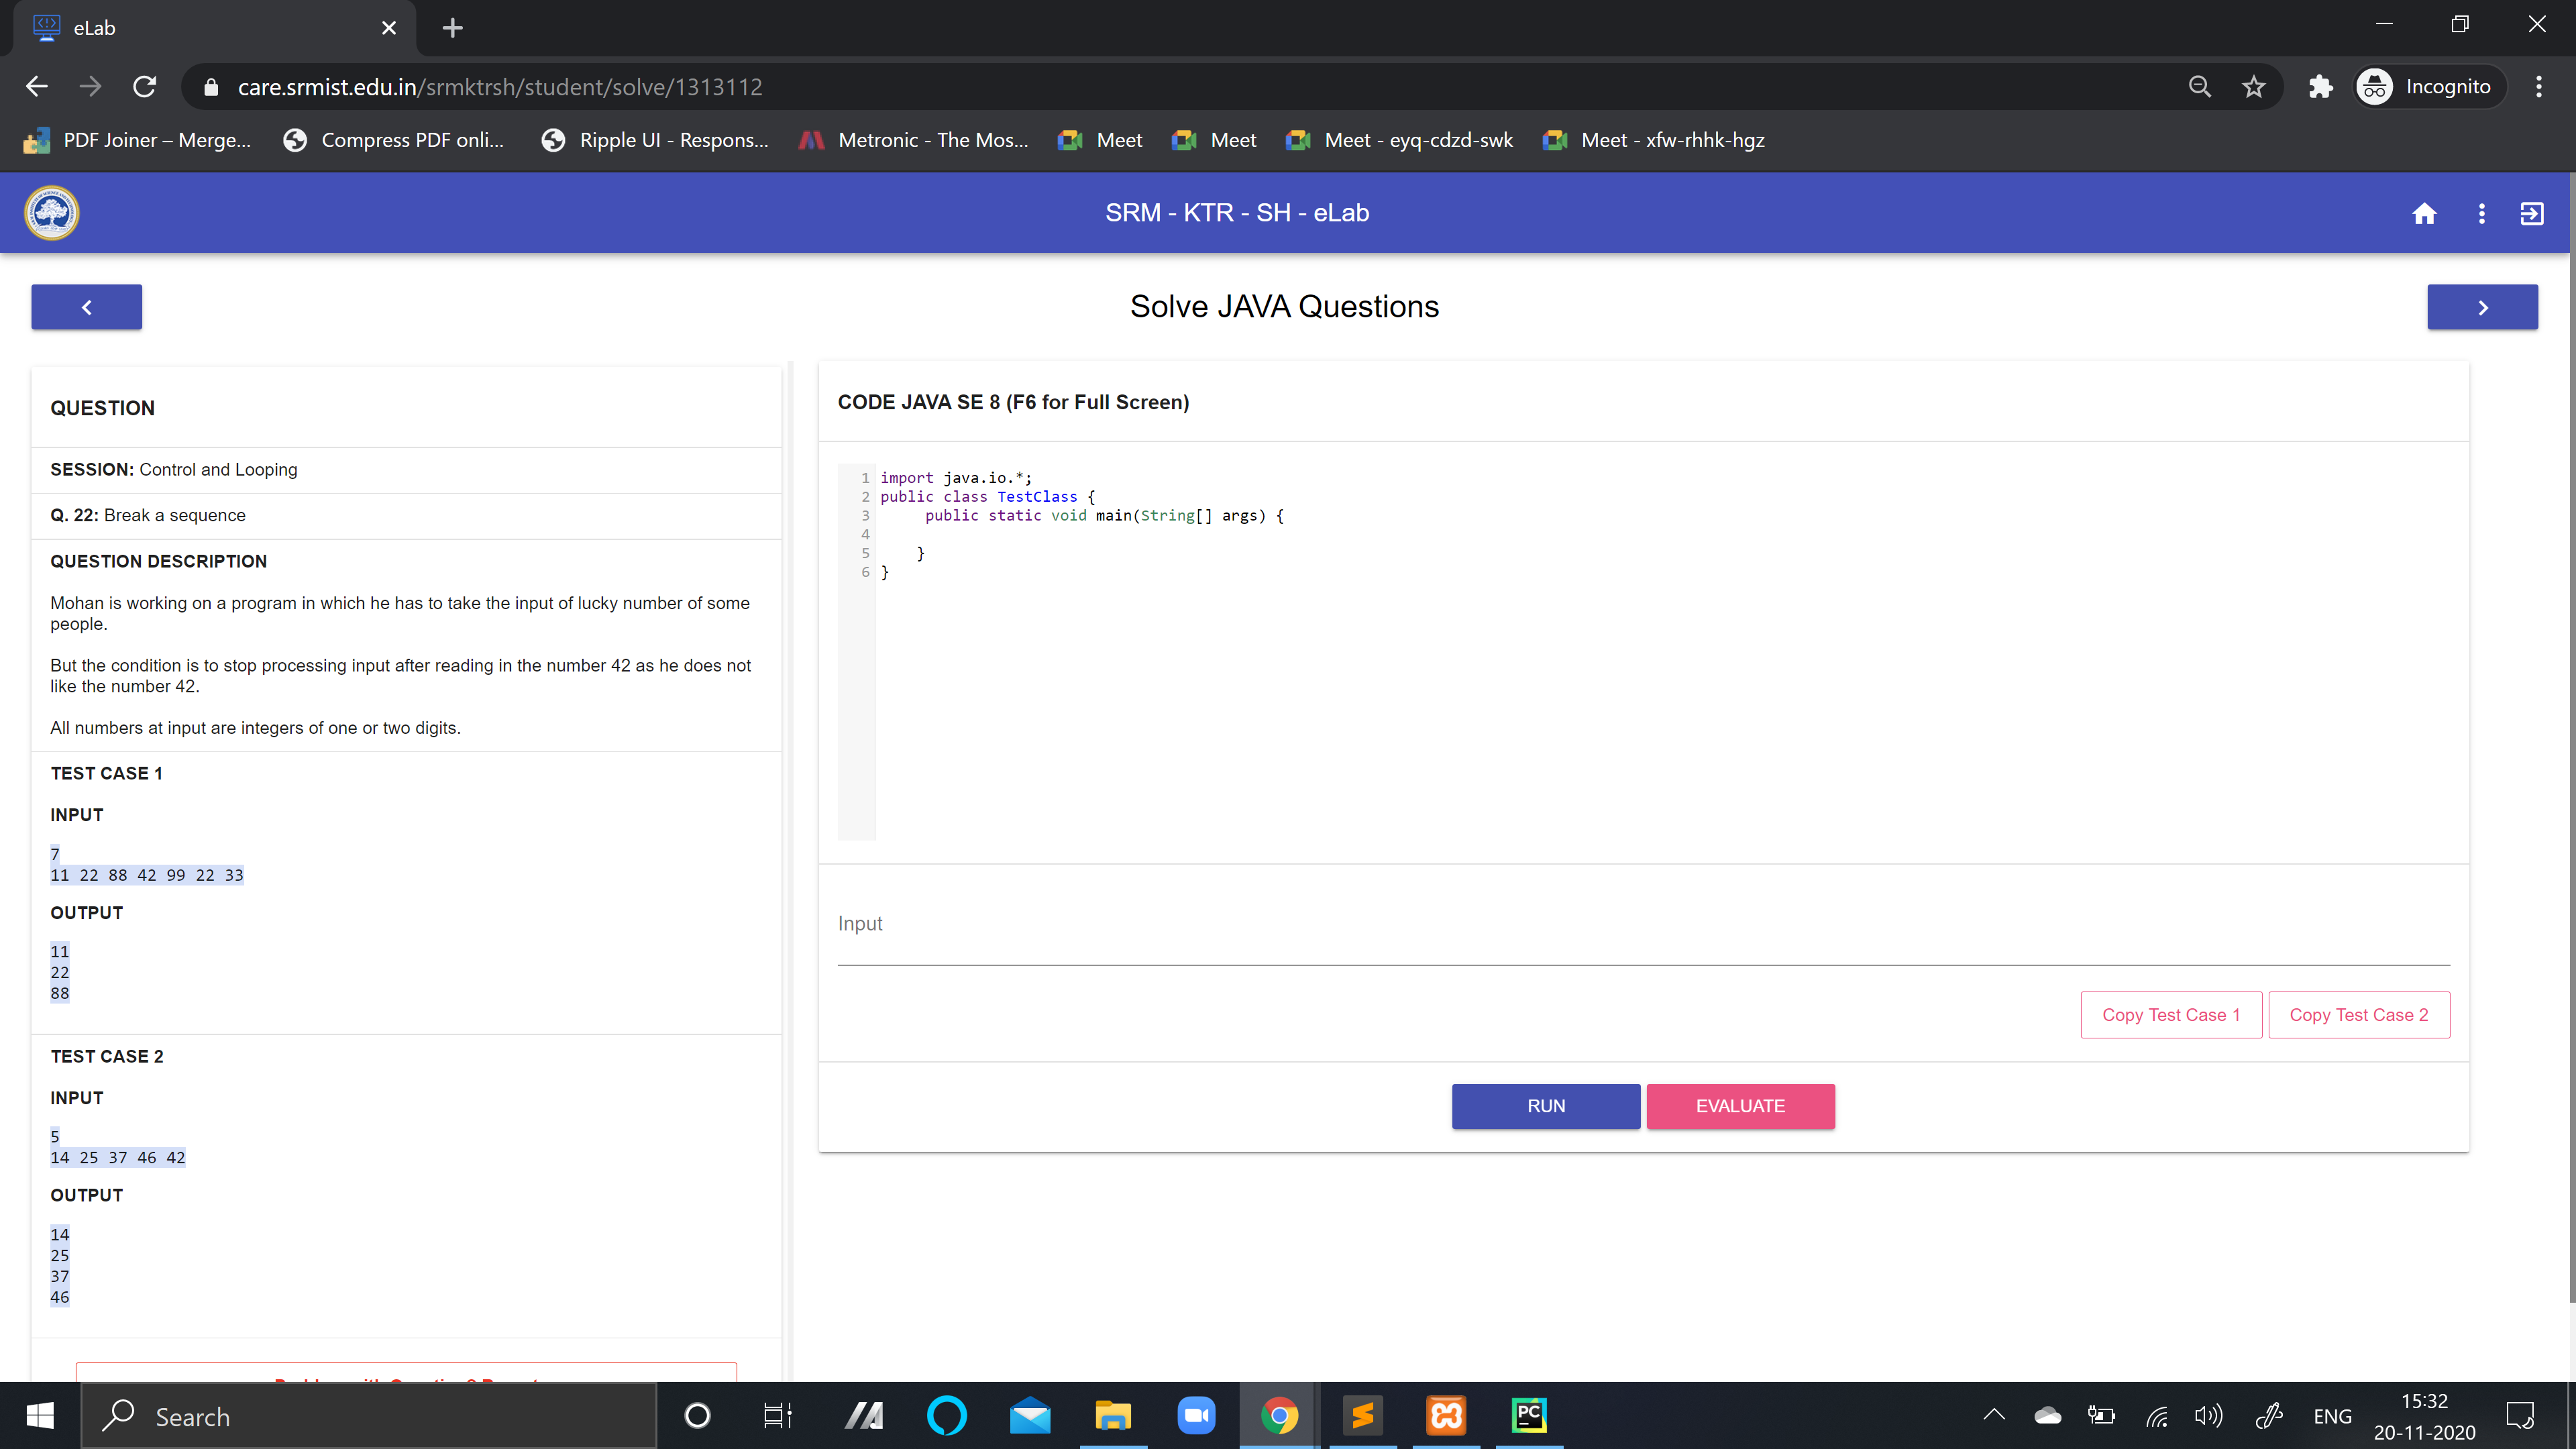 eLab
care.srmist.edu.in/srmktrsh/student/solve/1313112
Incognito
PDF Joiner – Merge...
Compress PDF onli...
Ripple UI - Respons...
Metronic - The Mos...
Meet
Meet
Meet - eyq-cdzd-swk
Meet - xfw-rhhk-hgz
SRM - KTR - SH - eLab
Solve JAVA Questions
QUESTION
SESSION: Control and Looping
Q. 22: Break a sequence
QUESTION DESCRIPTION
Mohan is working on a program in which he has to take the input of lucky number of some
people.
But the condition is to stop processing input after reading in the number 42 as he does not
like the number 42.
All numbers at input are integers of one or two digits.
TEST CASE 1
INPUT
7
11 22 88 42 99 22 33
OUTPUT
11
22
88
TEST CASE 2
INPUT
5
14 25 37 46 42
OUTPUT
14
25
37
46
CODE JAVA SE 8 (F6 for Full Screen)
1 import java.io.*;
2 public class TestClass {
3 public static void main(String[] args) {
4
5 }
6 }
Input
Copy Test Case 1
Copy Test Case 2
RUN
EVALUATE
Search
PC
ENG
15:32
20-11-2020